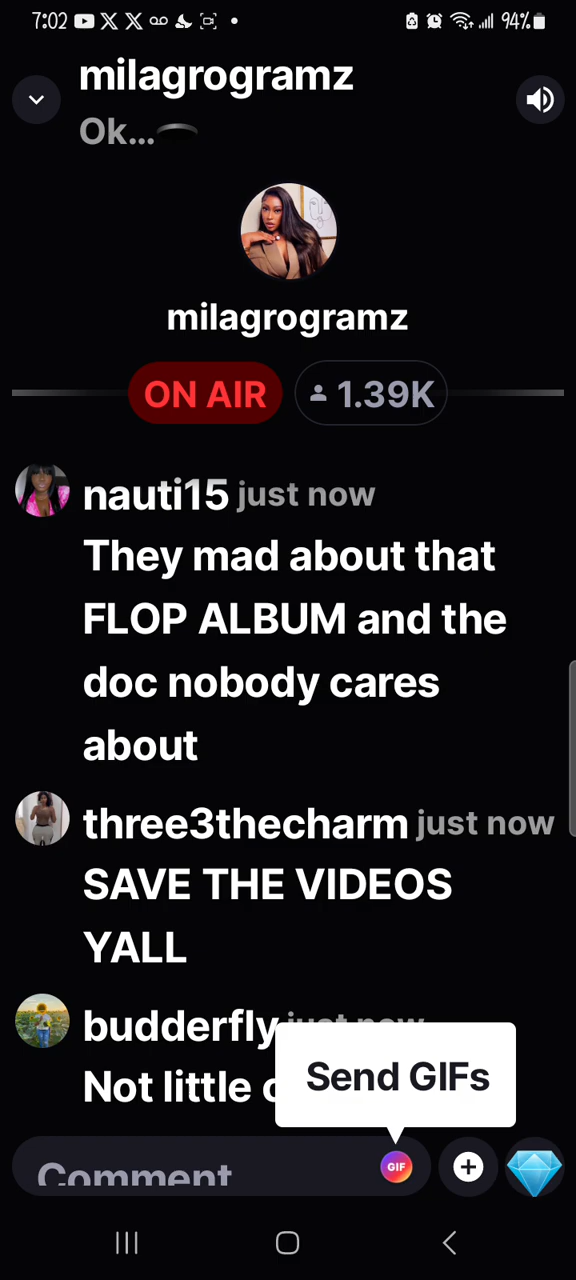 7:02
94%
milagrogramz
Ok...
milagrogramz
ON AIR
1.39K
nauti15 just now
They mad about that
FLOP ALBUM and the
doc nobody cares
about
three3thecharm just now
SAVE THE VIDEOS
YALL
budderfly just now
Not little
Send GIFs
Comment
GIF